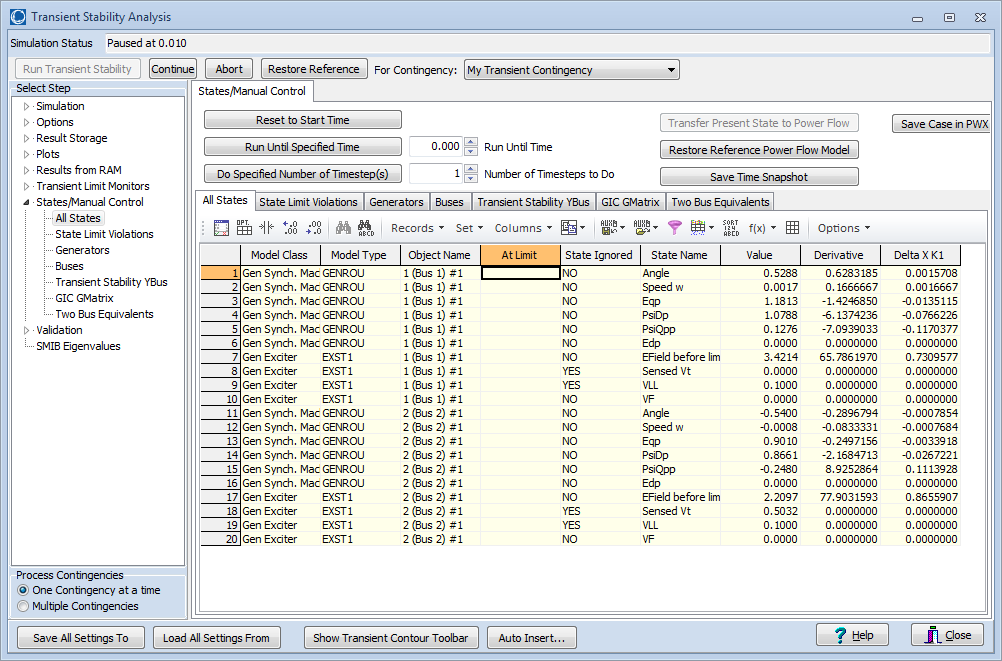 Transient Stability Analysis
Simulation Status Paused at 0.010
Run Transient Stability Continue Abort Restore Reference For Contingency: My Transient Contingency
Select Step
Simulation
Options
Result Storage
Plots
Results from RAM
Transient Limit Monitors
States/Manual Control
All States
State Limit Violations
Generators
Buses
Transient Stability YBus
GIC GMatrix
Two Bus Equivalents
Validation
SMIB Eigenvalues
Process Contingencies
One Contingency at a time
Multiple Contingencies
States/Manual Control
Reset to Start Time Transfer Present State to Power Flow Save Case in PWX
Run Until Specified Time 0.000 Run Until Time Restore Reference Power Flow Model
Do Specified Number of Timestep(s) 1 Number of Timesteps to Do Save Time Snapshot
All States State Limit Violations Generators Buses Transient Stability YBus GIC GMatrix Two Bus Equivalents
Records Set Columns f(x) Options
Model Class Model Type Object Name At Limit State Ignored State Name Value Derivative Delta X K1
1 Gen Synch. Mac GENROU 1 (Bus 1) #1 NO Angle 0.5288 0.6283185 0.0015708
2 Gen Synch. Mac GENROU 1 (Bus 1) #1 NO Speed w 0.0017 0.1666667 0.0016667
3 Gen Synch. Mac GENROU 1 (Bus 1) #1 NO Eqp 1.1813 -1.4246850 -0.0135115
4 Gen Synch. Mac GENROU 1 (Bus 1) #1 NO PsiDp 1.0788 -6.1374236 -0.0766226
5 Gen Synch. Mac GENROU 1 (Bus 1) #1 NO PsiQpp 0.1276 -7.0939033 -0.1170377
6 Gen Synch. Mac GENROU 1 (Bus 1) #1 NO Edp 0.0000 0.0000000 0.0000000
7 Gen Exciter EXST1 1 (Bus 1) #1 NO EField before lim 3.4214 65.7861970 0.7309577
8 Gen Exciter EXST1 1 (Bus 1) #1 YES Sensed Vt 0.0000 0.0000000 0.0000000
9 Gen Exciter EXST1 1 (Bus 1) #1 YES VLL 0.1000 0.0000000 0.0000000
10 Gen Exciter EXST1 1 (Bus 1) #1 NO VF 0.0000 0.0000000 0.0000000
11 Gen Synch. Mac GENROU 2 (Bus 2) #1 NO Angle -0.5400 -0.2896794 -0.0007854
12 Gen Synch. Mac GENROU 2 (Bus 2) #1 NO Speed w -0.0008 -0.0833331 -0.0007684
13 Gen Synch. Mac GENROU 2 (Bus 2) #1 NO Eqp 0.9010 -0.2497156 -0.0033918
14 Gen Synch. Mac GENROU 2 (Bus 2) #1 NO PsiDp 0.8661 -2.1684713 -0.0267221
15 Gen Synch. Mac GENROU 2 (Bus 2) #1 NO PsiQpp -0.2480 8.9252864 0.1113928
16 Gen Synch. Mac GENROU 2 (Bus 2) #1 NO Edp 0.0000 0.0000000 0.0000000
17 Gen Exciter EXST1 2 (Bus 2) #1 NO EField before lim 2.2097 77.9031593 0.8655907
18 Gen Exciter EXST1 2 (Bus 2) #1 YES Sensed Vt 0.5032 0.0000000 0.0000000
19 Gen Exciter EXST1 2 (Bus 2) #1 YES VLL 0.1000 0.0000000 0.0000000
20 Gen Exciter EXST1 2 (Bus 2) #1 NO VF 0.0000 0.0000000 0.0000000
Save All Settings To Load All Settings From Show Transient Contour Toolbar Auto Insert... Help Close